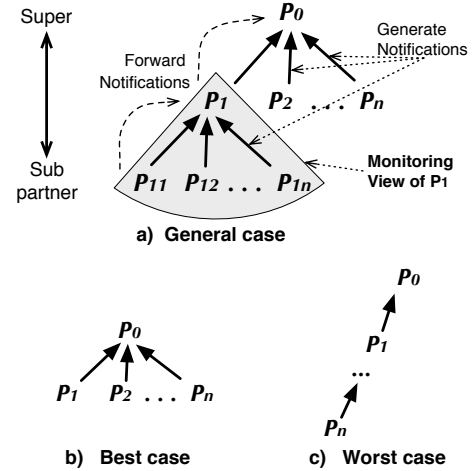 Super
P0
Generate
Notifications
Forward
Notifications
P1
P2 . . . Pn
Sub
partner
P11 P12 . . . P1n
Monitoring
View of P1
a) General case
P0
P1 P2 . . . Pn
b) Best case
P0
P1
...
Pn
c) Worst case